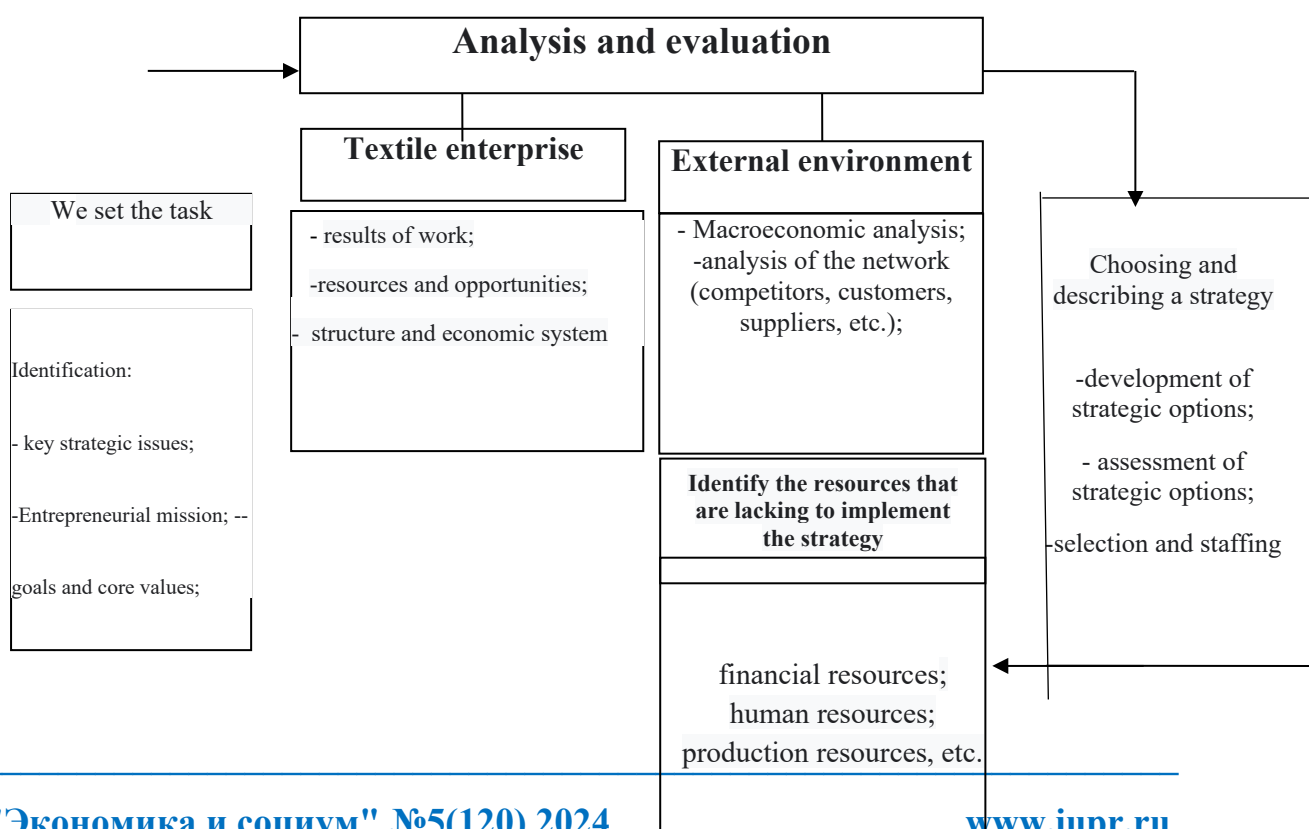 Analysis and evaluation
Textile enterprise
External environment
We set the task
- results of work;
-resources and opportunities;
- structure and economic system
- Macroeconomic analysis;
-analysis of the network
(competitors, customers,
suppliers, etc.);
Choosing and
describing a strategy
-development of
strategic options;
- assessment of
strategic options;
-selection and staffing
Identification:
- key strategic issues;
-Entrepreneurial mission; --
goals and core values;
Identify the resources that
are lacking to implement
the strategy
financial resources;
human resources;
production resources, etc.
"Экономика и социум" №5(120) 2024
www.iupr.ru